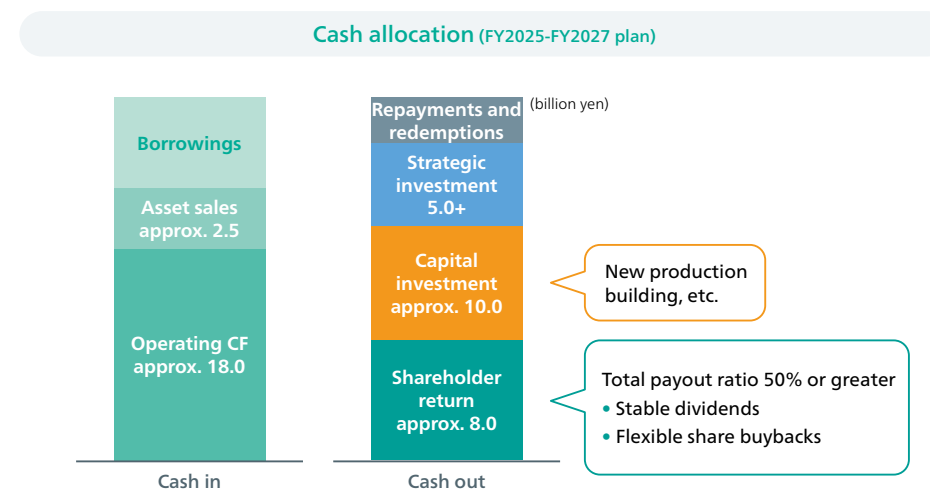 Cash allocation (FY2025-FY2027 plan)
(billion yen)
Borrowings
Asset sales
approx. 2.5
Operating CF
approx. 18.0
Cash in
Repayments and
redemptions
Strategic
investment
5.0+
Capital
investment
approx. 10.0
Shareholder
return
approx. 8.0
Cash out
New production
building, etc.
Total payout ratio 50% or greater
• Stable dividends
• Flexible share buybacks